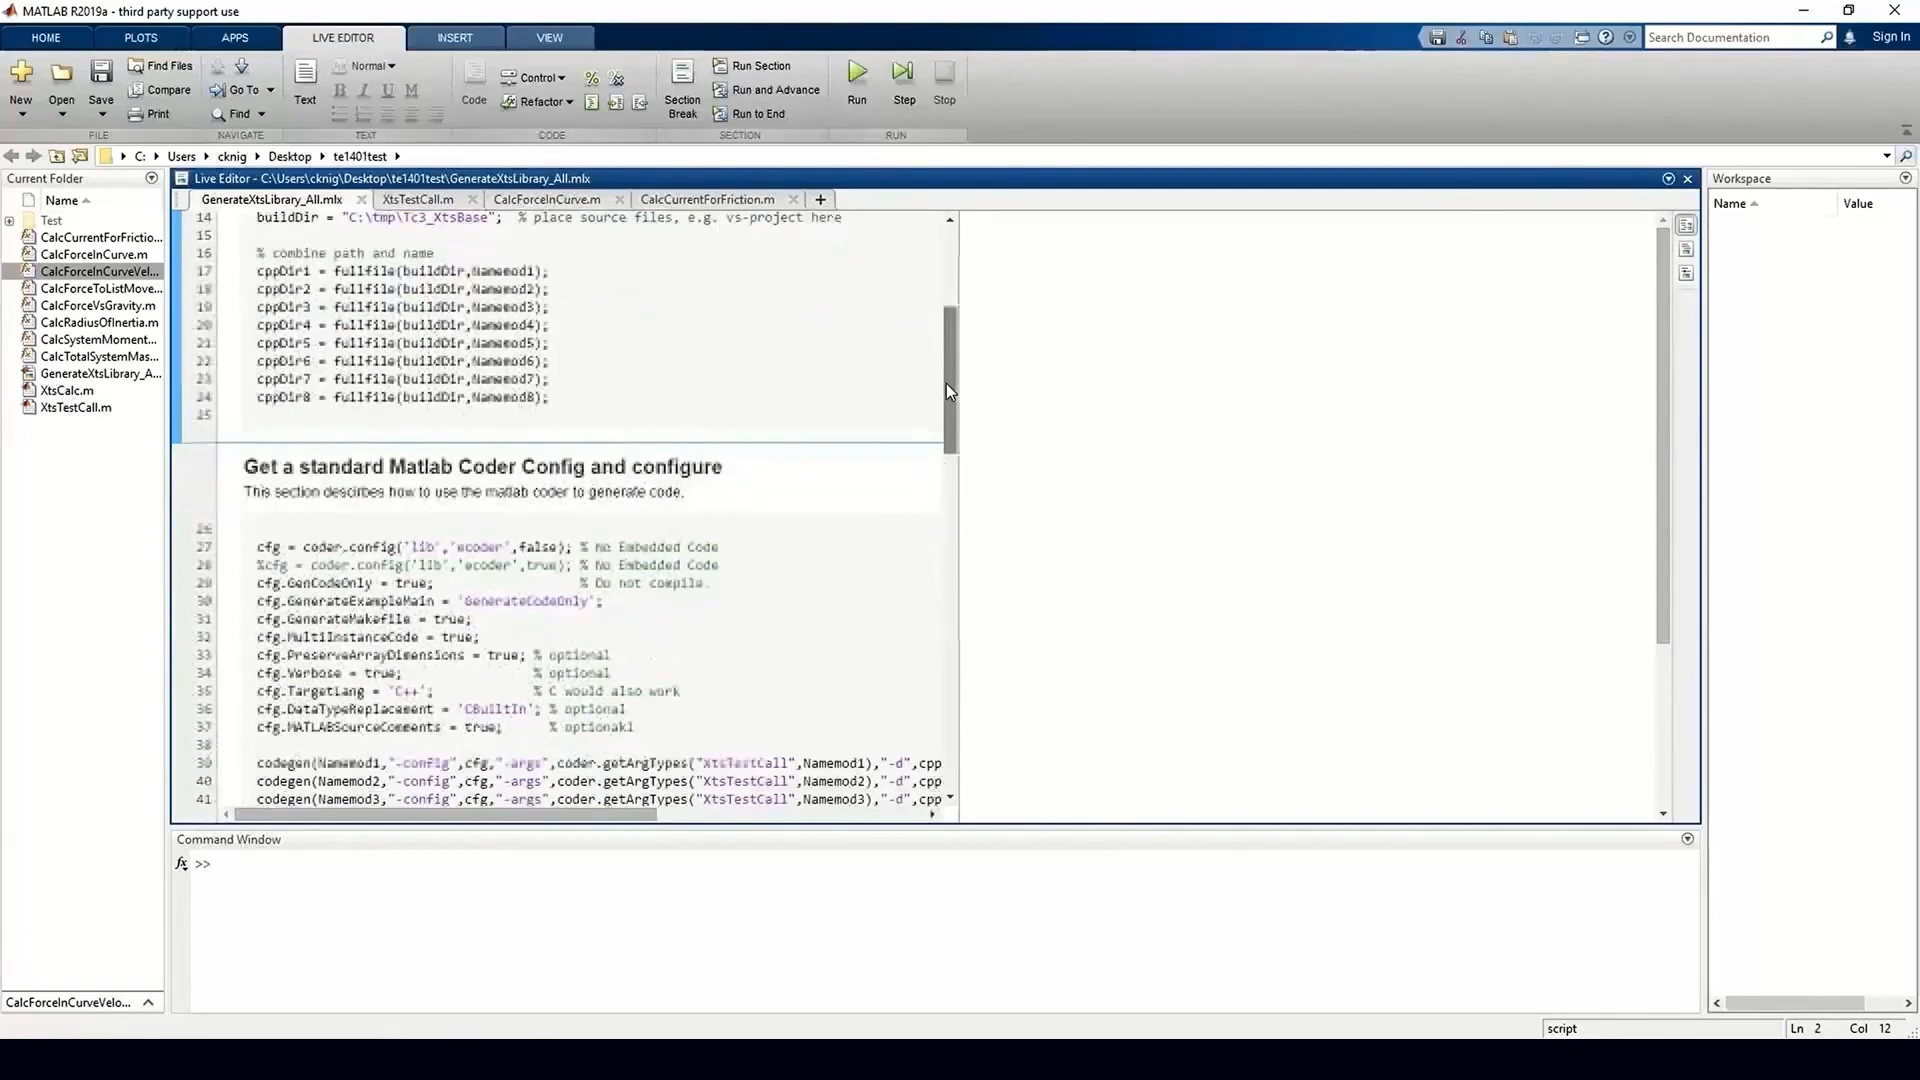 MATLAB R2019a - third party support use
HOME PLOTS APPS LIVE EDITOR INSERT VIEW
Search Documentation
Sign In
New Open Save
Find Files
Compare
Print
Go To
Find
Text
Normal
B I U M
Code
Control
Refactor
Section Break
Run Section
Run and Advance
Run to End
Run Step Stop
FILE NAVIGATE TEXT CODE SECTION RUN
C: Users cknig Desktop te1401test
Current Folder
Name
Test
CalcCurrentForFrictio...
CalcForceInCurve.m
CalcForceInCurveVel...
CalcForceToListMove...
CalcForceVsGravity.m
CalcRadiusOfInertia.m
CalcSystemMoment...
CalcTotalSystemMas...
GenerateXtsLibrary_A...
XtsCalc.m
XtsTestCall.m
CalcForceInCurveVelo...
Live Editor - C:\Users\cknig\Desktop\te1401test\GenerateXtsLibrary_All.mlx
GenerateXtsLibrary_All.mlx XtsTestCall.m CalcForceInCurve.m CalcCurrentForFriction.m
14 buildDir = "C:\tmp\Tc3_XtsBase"; % place source files, e.g. vs-project here
15
16 % combine path and name
17 cppDir1 = fullfile(buildDir,Namemod1);
18 cppDir2 = fullfile(buildDir,Namemod2);
19 cppDir3 = fullfile(buildDir,Namemod3);
20 cppDir4 = fullfile(buildDir,Namemod4);
21 cppDir5 = fullfile(buildDir,Namemod5);
22 cppDir6 = fullfile(buildDir,Namemod6);
23 cppDir7 = fullfile(buildDir,Namemod7);
24 cppDir8 = fullfile(buildDir,Namemod8);
25
Get a standard Matlab Coder Config and configure
This section describes how to use the matlab coder to generate code.
26
27 cfg = coder.config('lib','ecoder',false); % No Embedded Code
28 %cfg = coder.config('lib','ecoder',true); % No Embedded Code
29 cfg.GenCodeOnly = true; % Do not compile.
30 cfg.GenerateExampleMain = 'GenerateCodeOnly';
31 cfg.GenerateMakefile = true;
32 cfg.MultiInstanceCode = true;
33 cfg.PreserveArrayDimensions = true; % optional
34 cfg.Verbose = true; % optional
35 cfg.TargetLang = 'C++'; % C would also work
36 cfg.DataTypeReplacement = 'CBuiltIn'; % optional
37 cfg.MATLABSourceComments = true; % optionakl
38
39 codegen(Namemod1,"-config",cfg,"-args",coder.getArgTypes("XtsTestCall",Namemod1),"-d",cpp
40 codegen(Namemod2,"-config",cfg,"-args",coder.getArgTypes("XtsTestCall",Namemod2),"-d",cpp
41 codegen(Namemod3,"-config",cfg,"-args",coder.getArgTypes("XtsTestCall",Namemod3),"-d",cpp
Command Window
fx >>
Workspace
Name Value
script
Ln 2 Col 12